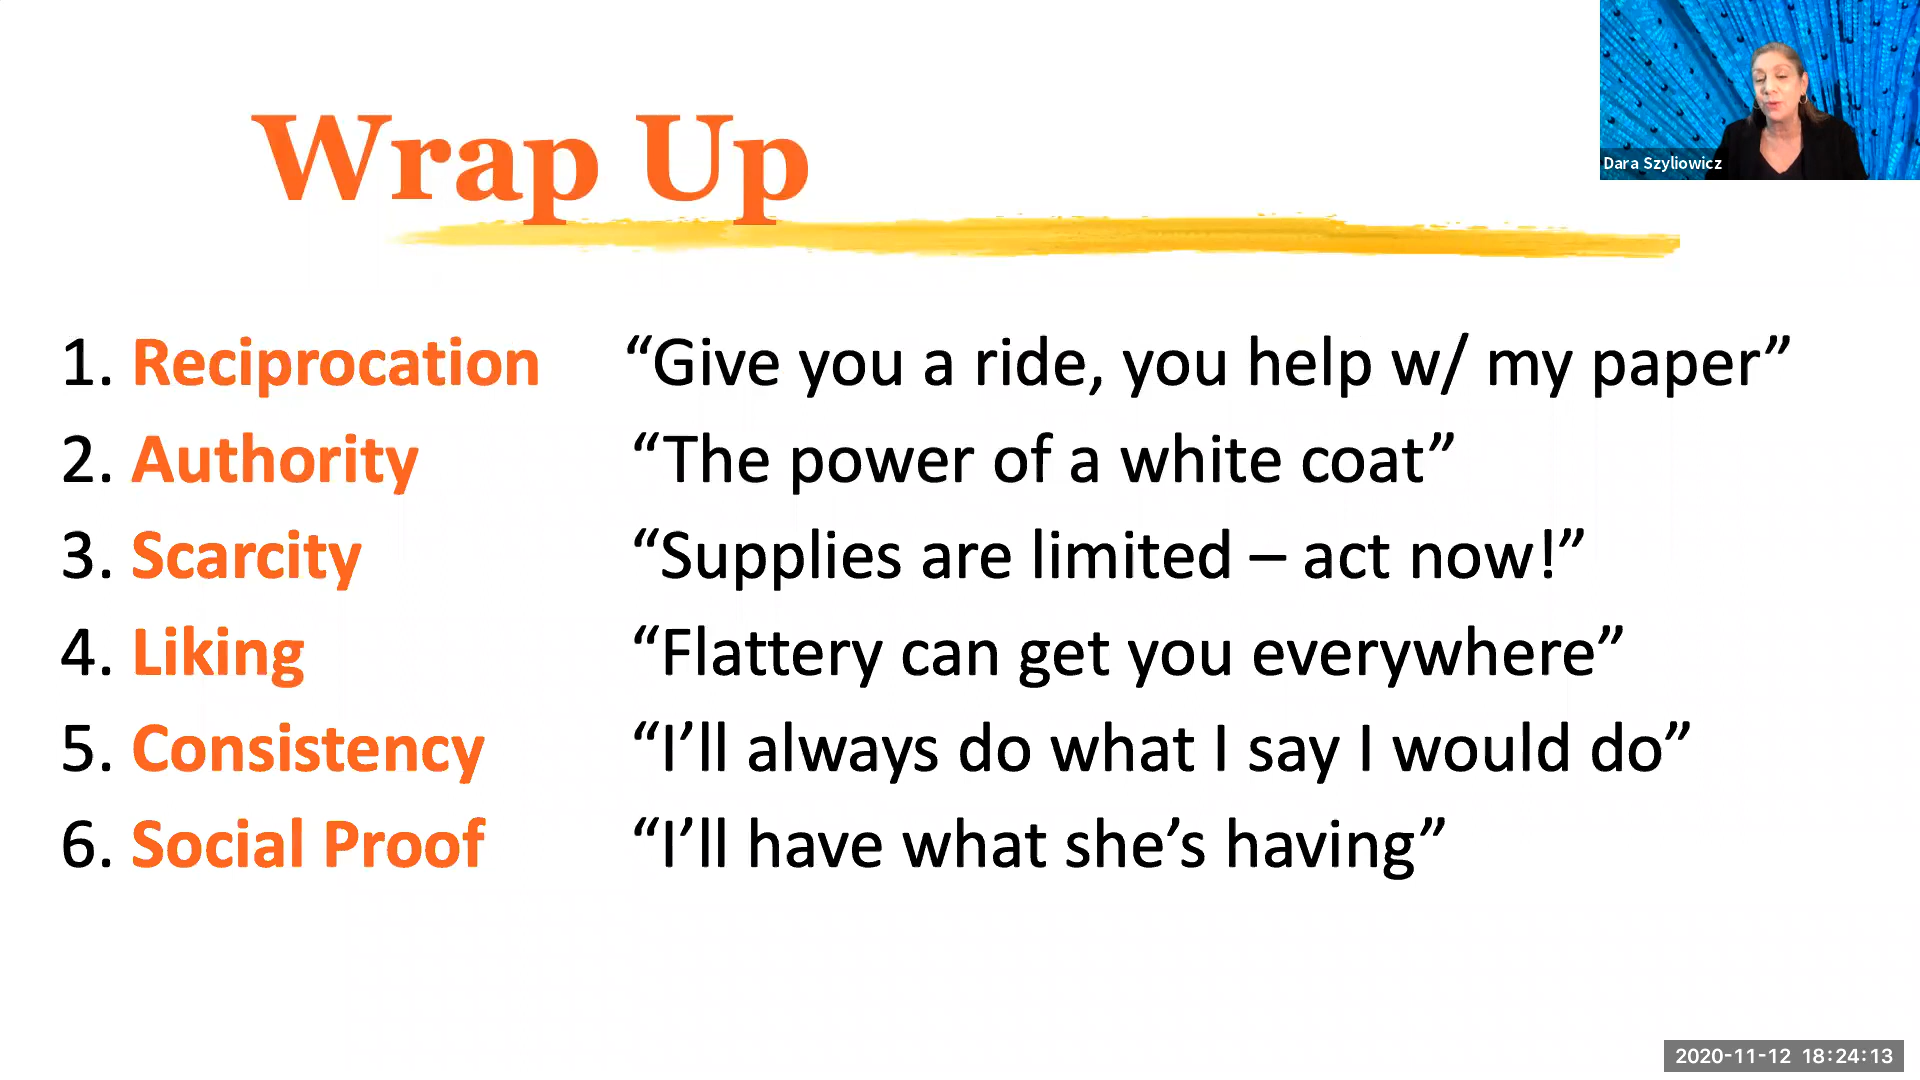 Wrap Up
Dara Szyliowicz
1. Reciprocation “Give you a ride, you help w/ my paper”
2. Authority “The power of a white coat”
3. Scarcity “Supplies are limited – act now!”
4. Liking “Flattery can get you everywhere”
5. Consistency “I’ll always do what I say I would do”
6. Social Proof “I’ll have what she’s having”
2020-11-12 18:24:13